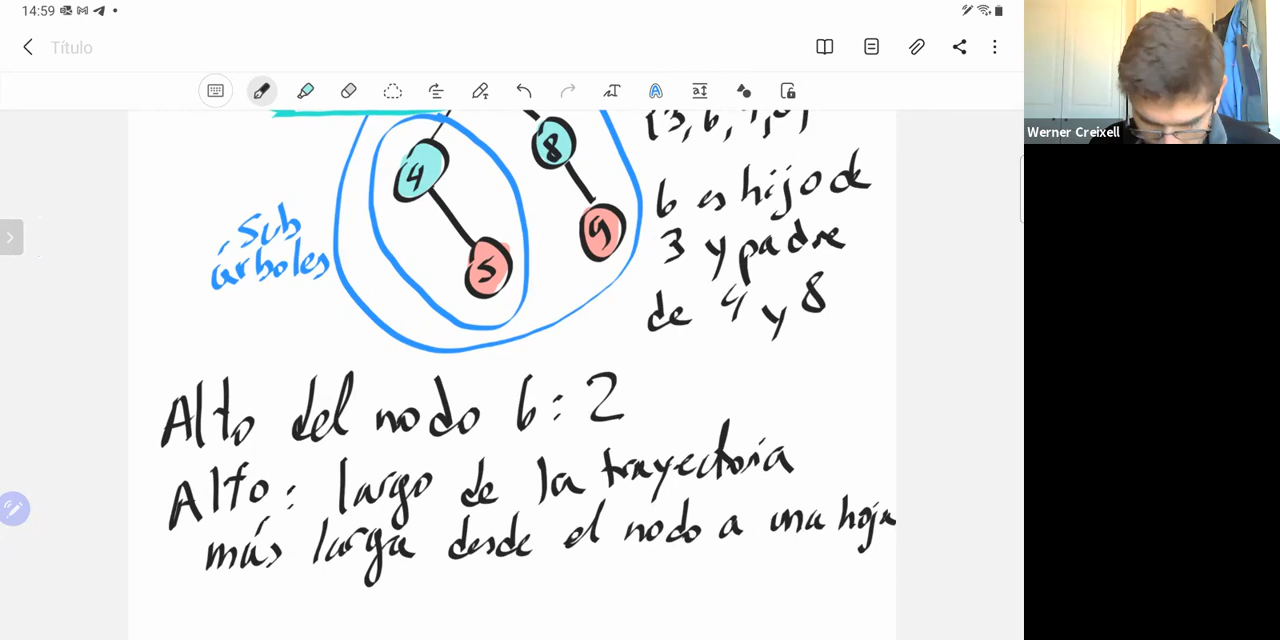 14:59
Título
Werner Creixell
4
8
5
9
Sub
árboles
6 es hijo de
3 y padre
de 4 y 8
Alto del nodo 6: 2
Alto: largo de la trayectoria
más larga desde el nodo a una hoja